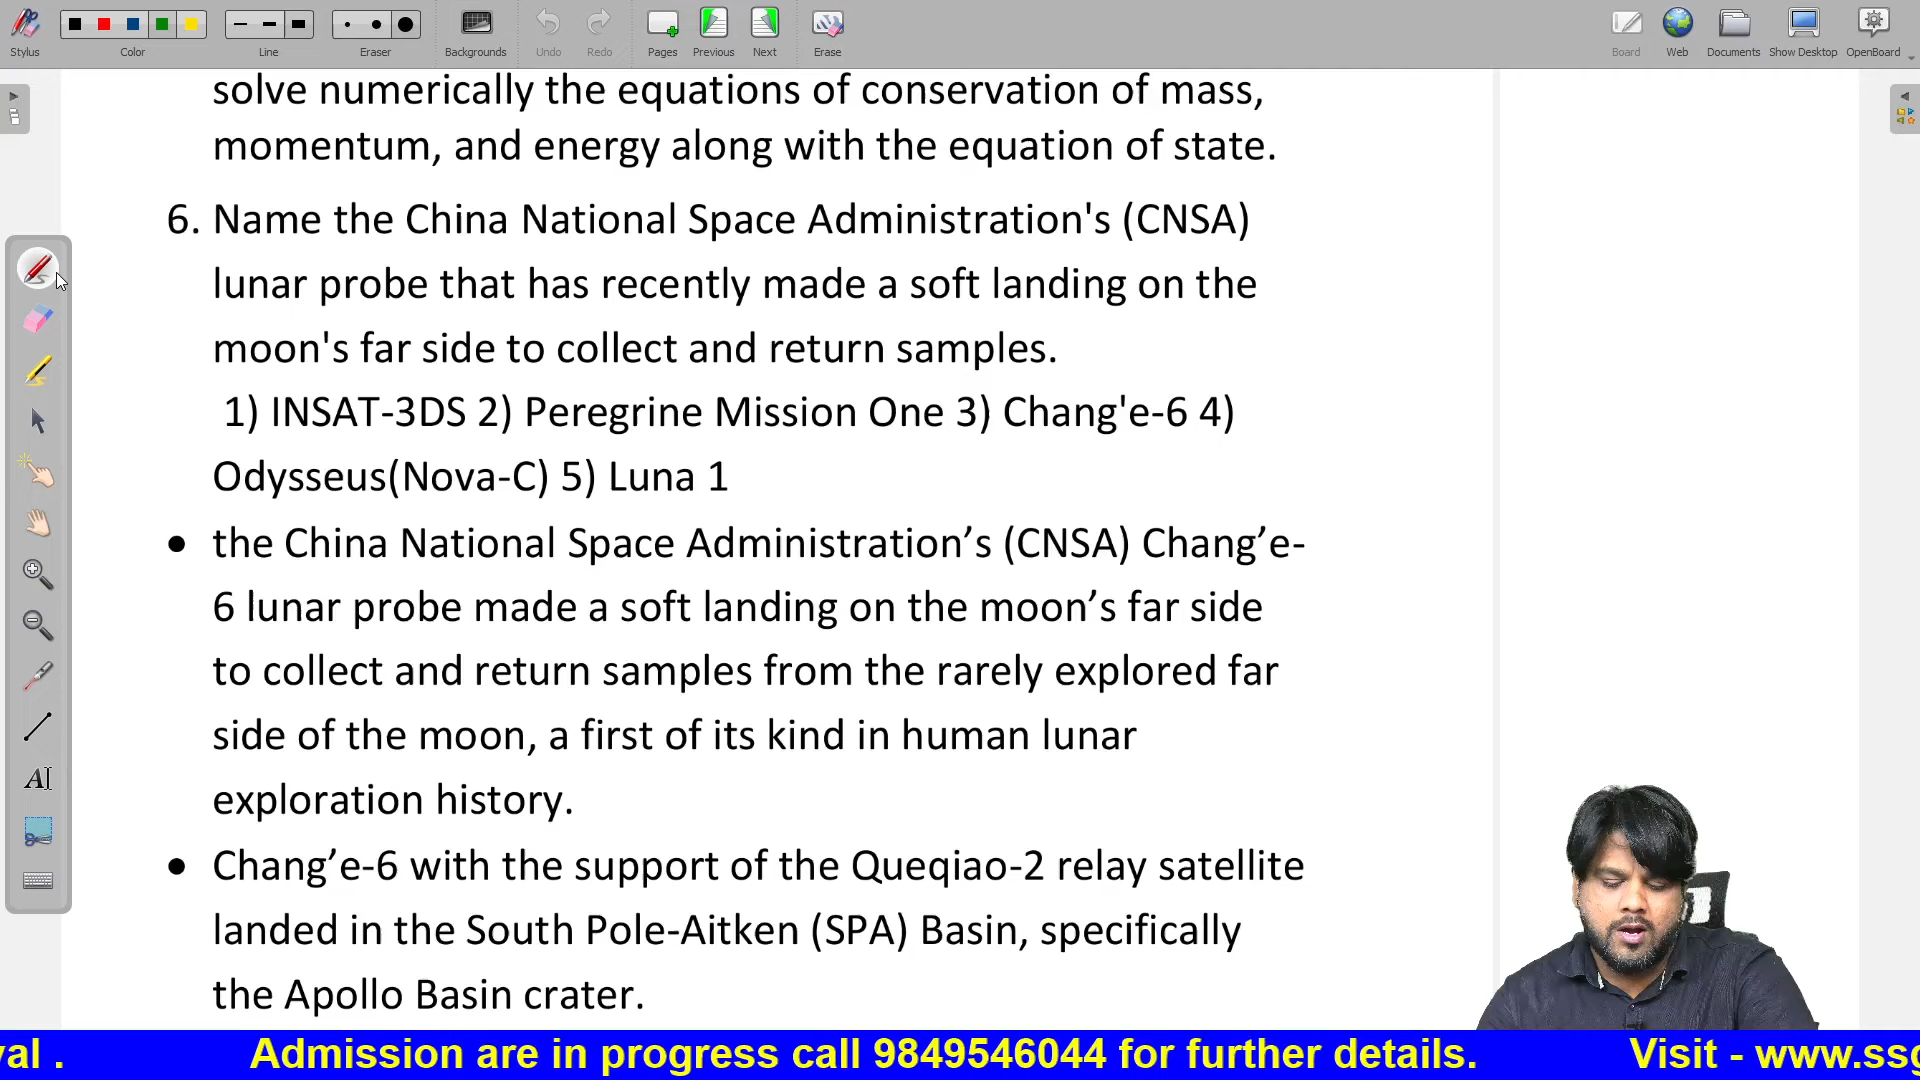 Stylus Color Line Eraser Backgrounds Undo Redo Pages Previous Next Erase Board Web Documents Show Desktop OpenBoard
solve numerically the equations of conservation of mass,
momentum, and energy along with the equation of state.
6. Name the China National Space Administration's (CNSA)
lunar probe that has recently made a soft landing on the
moon's far side to collect and return samples.
1) INSAT-3DS 2) Peregrine Mission One 3) Chang'e-6 4)
Odysseus(Nova-C) 5) Luna 1
• the China National Space Administration’s (CNSA) Chang’e-
6 lunar probe made a soft landing on the moon’s far side
to collect and return samples from the rarely explored far
side of the moon, a first of its kind in human lunar
exploration history.
• Chang’e-6 with the support of the Queqiao-2 relay satellite
landed in the South Pole-Aitken (SPA) Basin, specifically
the Apollo Basin crater.
Admission are in progress call 9849546044 for further details. Visit -